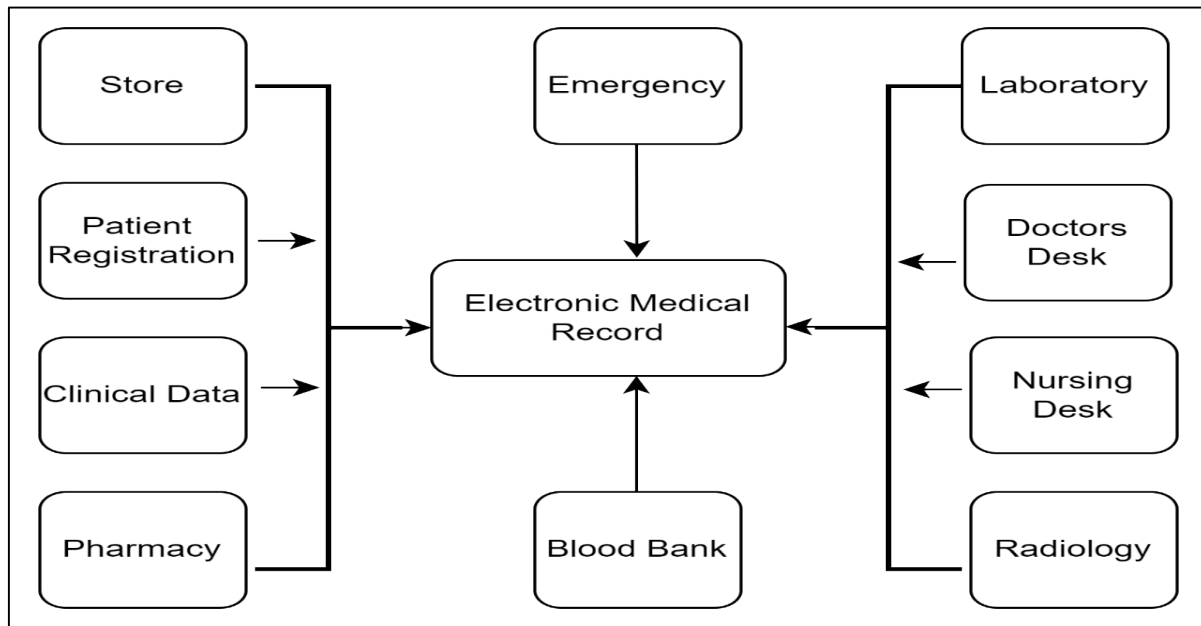 Store
Emergency
Laboratory
Patient
Registration
Doctors
Desk
Electronic Medical
Record
Clinical Data
Nursing
Desk
Pharmacy
Blood Bank
Radiology